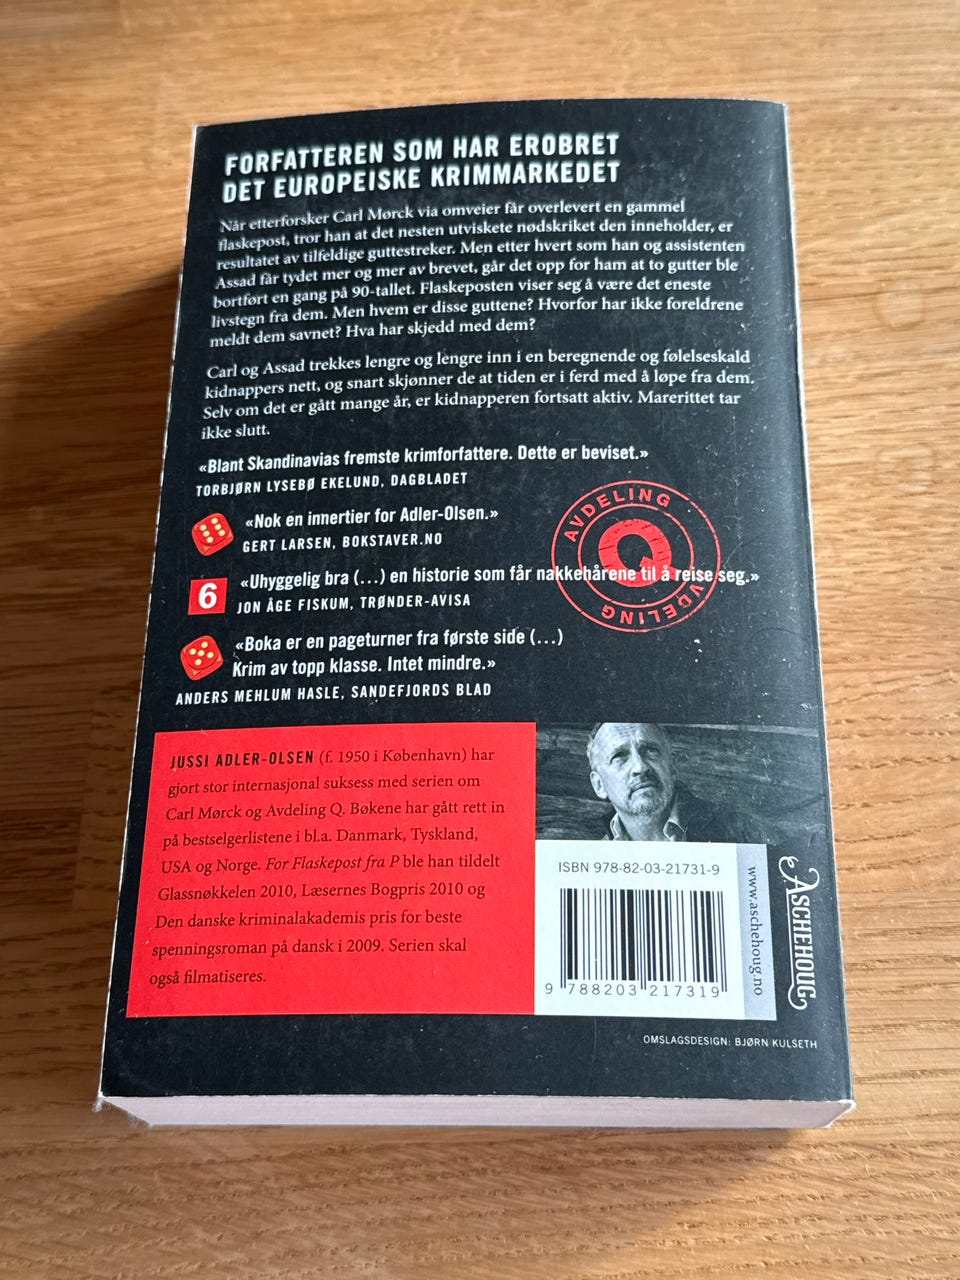 FORFATTEREN SOM HAR EROBRET
DET EUROPEISKE KRIMMARKEDET
Når etterforsker Carl Mørck via omveier får overlevert en gammel
flaskepost, tror han at det nesten utviskete nødskriket den inneholder, er
resultatet av tilfeldige guttestreker. Men etter hvert som han og assistenten
Assad får tydet mer og mer av brevet, går det opp for ham at to gutter ble
bortført en gang på 90-tallet. Flaskeposten viser seg å være det eneste
livstegn fra dem. Men hvem er disse guttene? Hvorfor har ikke foreldrene
meldt dem savnet? Hva har skjedd med dem?
Carl og Assad trekkes lengre og lengre inn i en beregnende og følelseskald
kidnappers nett, og snart skjønner de at tiden er i ferd med å løpe fra dem.
Selv om det er gått mange år, er kidnapperen fortsatt aktiv. Marerittet tar
ikke slutt.
«Blant Skandinavias fremste krimforfattere. Dette er beviset.»
TORBJØRN LYSEBØ EKELUND, DAGBLADET
«Nok en innertier for Adler-Olsen.»
GERT LARSEN, BOKSTAVER.NO
6 «Uhyggelig bra (...) en historie som får nakkehårene til å reise seg.»
JON ÅGE FISKUM, TRØNDER-AVISA
«Boka er en pageturner fra første side (...)
Krim av topp klasse. Intet mindre.»
ANDERS MEHLUM HASLE, SANDEFJORDS BLAD
AVDELING
Q
AVDELING
JUSSI ADLER-OLSEN (f. 1950 i København) har
gjort stor internasjonal suksess med serien om
Carl Mørck og Avdeling Q. Bøkene har gått rett in
på bestselgerlistene i bl.a. Danmark, Tyskland,
USA og Norge. For Flaskepost fra P ble han tildelt
Glassnøkkelen 2010, Læsernes Bogpris 2010 og
Den danske kriminalakademis pris for beste
spenningsroman på dansk i 2009. Serien skal
også filmatiseres.
ISBN 978-82-03-21731-9
9 788203 217319
www.aschehoug.no
ASCHEHOUG
OMSLAGSDESIGN: BJØRN KULSETH